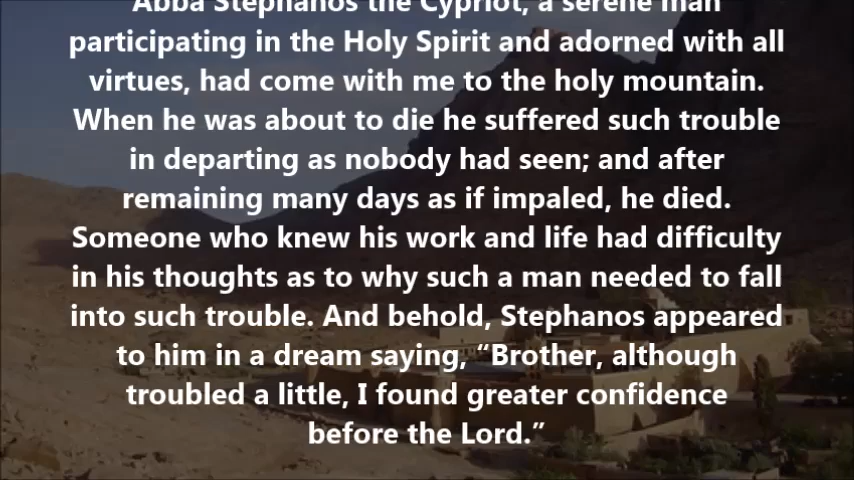 Abba Stephanos the Cypriot, a serene man
participating in the Holy Spirit and adorned with all
virtues, had come with me to the holy mountain.
When he was about to die he suffered such trouble
in departing as nobody had seen; and after
remaining many days as if impaled, he died.
Someone who knew his work and life had difficulty
in his thoughts as to why such a man needed to fall
into such trouble. And behold, Stephanos appeared
to him in a dream saying, “Brother, although
troubled a little, I found greater confidence
before the Lord.”